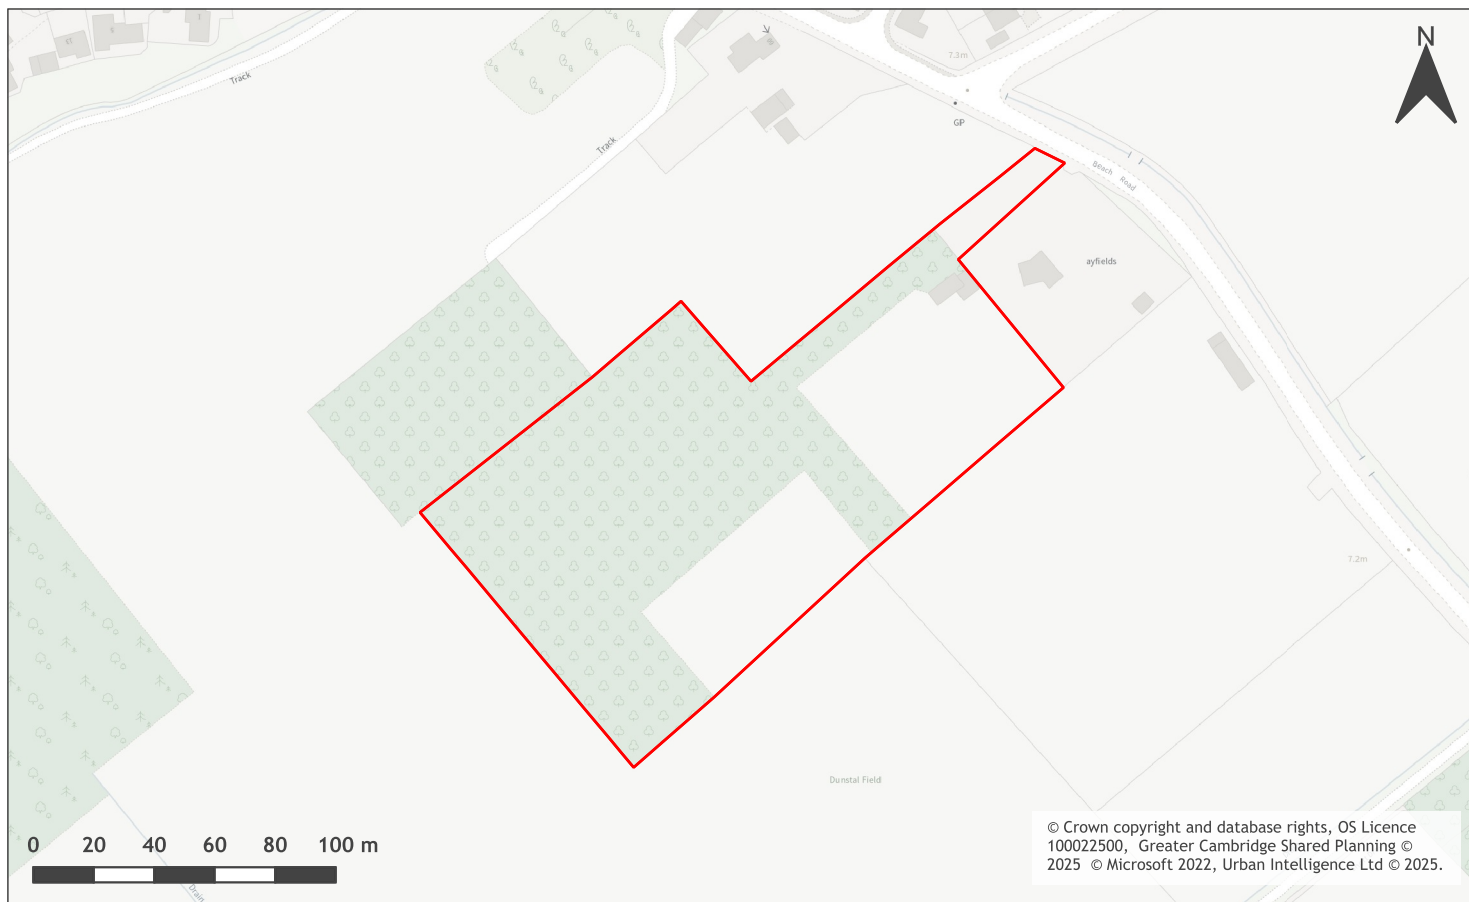 N
7.3m
Track
GP
Track
Beach Road
ayfields
7.2m
Dunstal Field
© Crown copyright and database rights, OS Licence
100022500, Greater Cambridge Shared Planning ©
2025 © Microsoft 2022, Urban Intelligence Ltd © 2025.
0 20 40 60 80 100 m
Drain